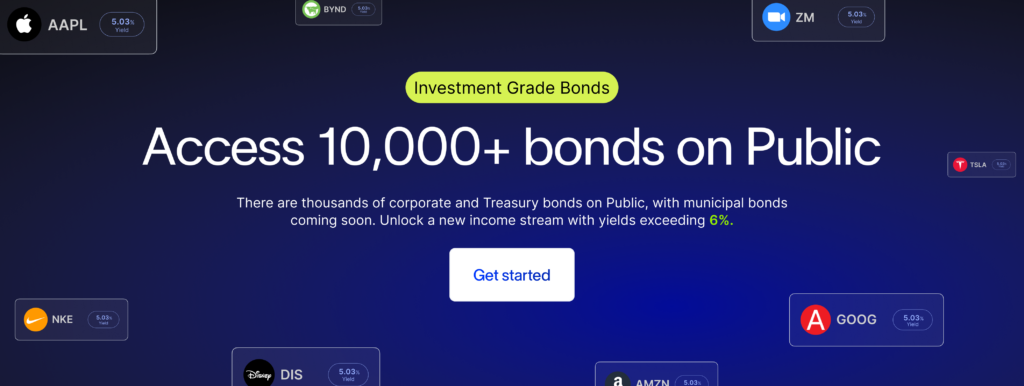 AAPL 5.03% Yield
BYND 5.03% Yield
ZM 5.03% Yield
Investment Grade Bonds
Access 10,000+ bonds on Public
TSLA
There are thousands of corporate and Treasury bonds on Public, with municipal bonds
coming soon. Unlock a new income stream with yields exceeding 6%.
Get started
NKE 5.03% Yield
A GOOG 5.03% Yield
Disney DIS 5.03% Yield
a AMZN 5.03%